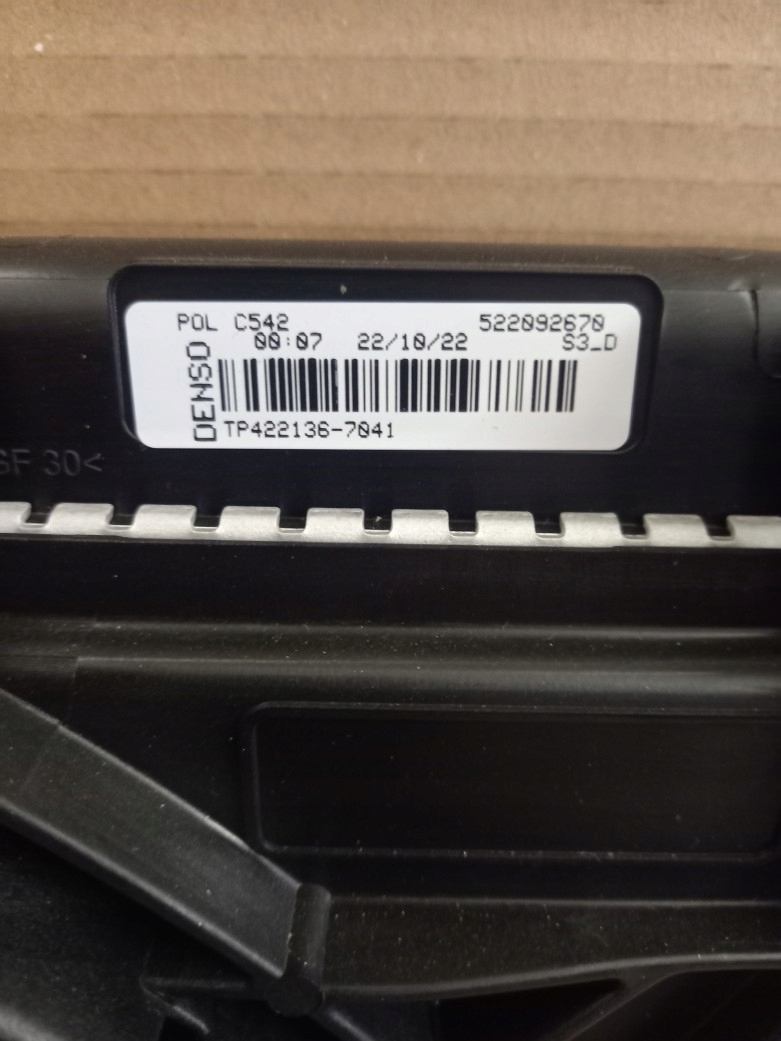 POL C542 522092670
00:07 22/10/22 S3_D
DENSO
TP422136-7041
GF 30<